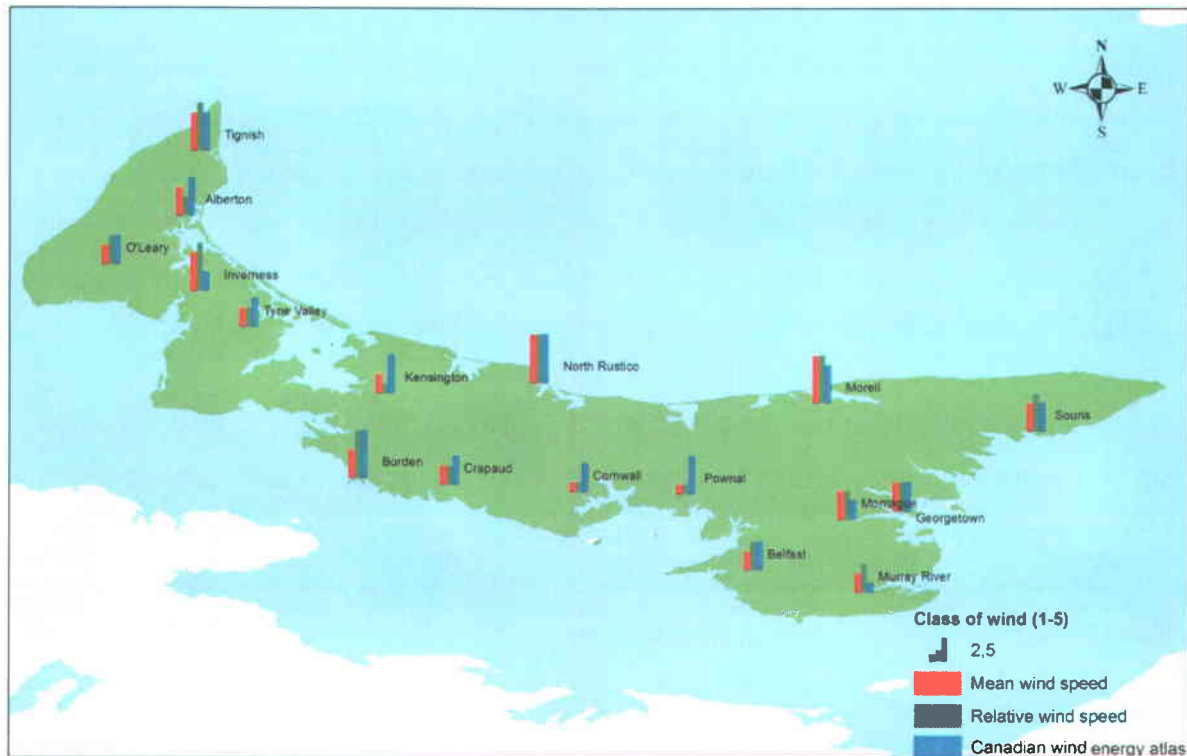 N
W E
S
Tignish
Alberton
O'Leary
Inverness
Tyne Valley
North Rustico
Kensington
Morell
Souris
Borden
Crapaud
Cornwall
Pownal
Montague
Georgetown
Belfast
Murray River
Class of wind (1-5)
2,5
Mean wind speed
Relative wind speed
Canadian wind energy atlas